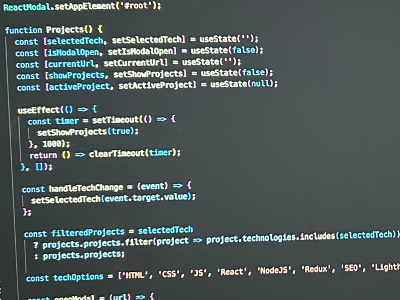 ReactModal.setAppElement('#root');
function Projects() {
const [selectedTech, setSelectedTech] = useState('');
const [isModalOpen, setIsModalOpen] = useState(false);
const [currentUrl, setCurrentUrl] = useState('');
const [showProjects, setShowProjects] = useState(false);
const [activeProject, setActiveProject] = useState(null);
useEffect(() => {
const timer = setTimeout(() => {
setShowProjects(true);
}, 1000);
return () => clearTimeout(timer);
}, []);
const handleTechChange = (event) => {
setSelectedTech(event.target.value);
};
const filteredProjects = selectedTech
? projects.projects.filter(project => project.technologies.includes(selectedTech))
: projects.projects;
const techOptions = ['HTML', 'CSS', 'JS', 'React', 'NodeJS', 'Redux', 'SEO', 'Lighth
const openModal = (url) => {